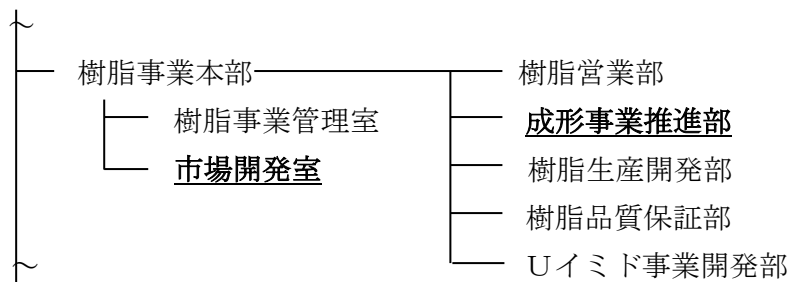 樹脂事業本部 樹脂営業部
樹脂事業管理室 成形事業推進部
市場開発室 樹脂生産開発部
樹脂品質保証部
Uイミド事業開発部